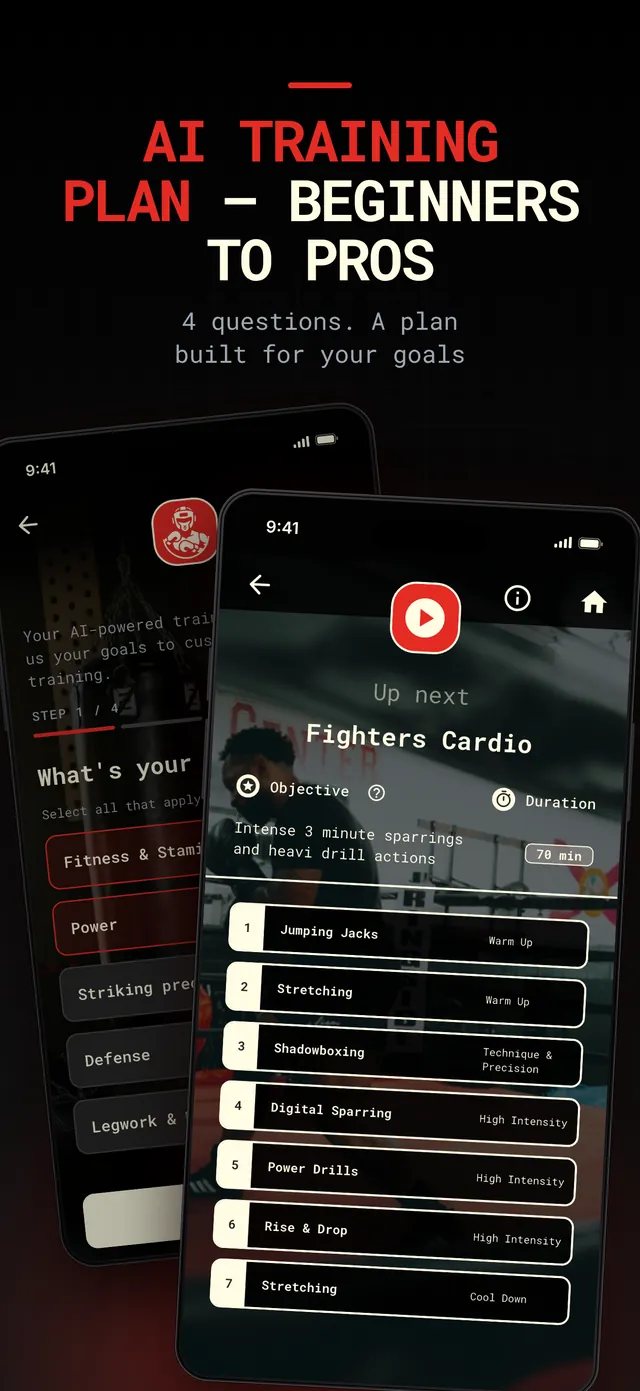 AI TRAINING
PLAN – BEGINNERS
TO PROS
4 questions. A plan
built for your goals
9:41
Your AI-powered
us your goals to
training.
STEP 1 / 4
What's your
Select all that apply
Fitness &
Power
Striking
Defense
Legwork &
9:41
Up next
Fighters Cardio
Objective
Duration
Intense 3 minute sparrings
and heavi drill actions
70 min
1 Jumping Jacks Warm Up
2 Stretching Warm Up
3 Shadowboxing Technique &
Precision
4 Digital Sparring High Intensity
5 Power Drills High Intensity
6 Rise & Drop High Intensity
7 Stretching Cool Down